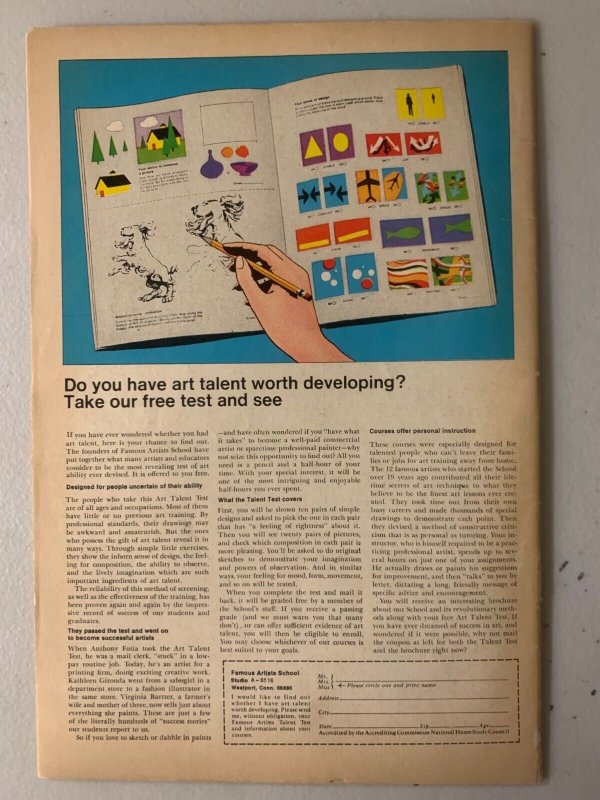 Your ability to compose a picture
Your sense of design
Do you have art talent worth developing?
Take our free test and see
If you have ever wondered whether you had
art talent, here is your chance to find out.
The founders of Famous Artists School have
put together what many artists and educators
consider to be the most revealing test of art
ability ever devised. It is offered to you free.
Designed for people uncertain of their ability
The people who take this Art Talent Test
are of all ages and occupations. Most of them
have little or no previous art training. By
professional standards, their drawings may
be awkward and amateurish. But the ones
who possess the gift of art talent reveal it in
many ways. Through simple little exercises,
they show the inborn sense of design, the feel-
ing for composition, the ability to observe,
and the lively imagination which are such
important ingredients of art talent.
The reliability of this method of screening,
as well as the effectiveness of the training, has
been proven again and again by the impres-
sive record of success of our students and
graduates.
They passed the test and went on
to become successful artists
When Anthony Fotia took the Art Talent
Test, he was a mail clerk, "stuck" in a low-
pay routine job. Today, he's an artist for a
printing firm, doing exciting creative work.
Kathleen Gironda went from a salesgirl in a
department store to a fashion illustrator in
the same store. Virginia Bartter, a farmer's
wife and mother of three, now sells just about
everything she paints. These are just a few
of the literally hundreds of "success stories"
our students report to us.
So if you love to sketch or dabble in paints
—and have often wondered if you "have what
it takes" to become a well-paid commercial
artist or sparetime professional painter—why
not seize this opportunity to find out? All you
need is a pencil and a half-hour of your
time. With your special interest, it will be
one of the most intriguing and enjoyable
half-hours you ever spent.
What the Talent Test covers
First, you will be shown ten pairs of simple
designs and asked to pick the one in each pair
that has "a feeling of rightness" about it.
Then you will see twenty pairs of pictures,
and check which composition in each pair is
more pleasing. You'll be asked to do original
sketches to demonstrate your imagination
and powers of observation. And in similar
ways, your feeling for mood, form, movement,
and so on will be tested.
When you complete the test and mail it
back, it will be graded free by a member of
the School's staff. If you receive a passing
grade (and we must warn you that many
don't), or can offer sufficient evidence of art
talent, you will then be eligible to enroll.
You may choose whichever of our courses is
best suited to your goals.
Courses offer personal instruction
These courses were especially designed for
talented people who can't leave their fami-
lies or jobs for art training away from home.
The 12 famous artists who started the School
over 19 years ago contributed all their life-
time secrets of art technique to what they
believe to be the finest art lessons ever cre-
ated. They took time out from their own
busy careers and made thousands of special
drawings to demonstrate each point. Then
they devised a method of constructive criti-
cism that is as personal as tutoring. Your in-
structor, who is himself required to be a prac-
ticing professional artist, spends up to sev-
eral hours on just one of your assignments.
He actually draws or paints his suggestions
for improvement, and then "talks" to you by
letter, dictating a long, friendly message of
specific advice and encouragement.
You will receive an interesting brochure
about our School and its revolutionary meth-
ods along with your free Art Talent Test. If
you have ever dreamed of success in art, and
wondered if it were possible, why not mail
the coupon at left for both the Talent Test
and the brochure right now?
Famous Artists School
Studio A-6516
Westport, Conn. 06880
I would like to find out
whether I have art talent
worth developing. Please send
me, without obligation, your
Famous Artists Talent Test
and information about your
courses.
Mr.
Mrs.
Miss
Please circle one and print name
Address
City
State Zip Age
Accredited by the Accrediting Commission National Home Study Council